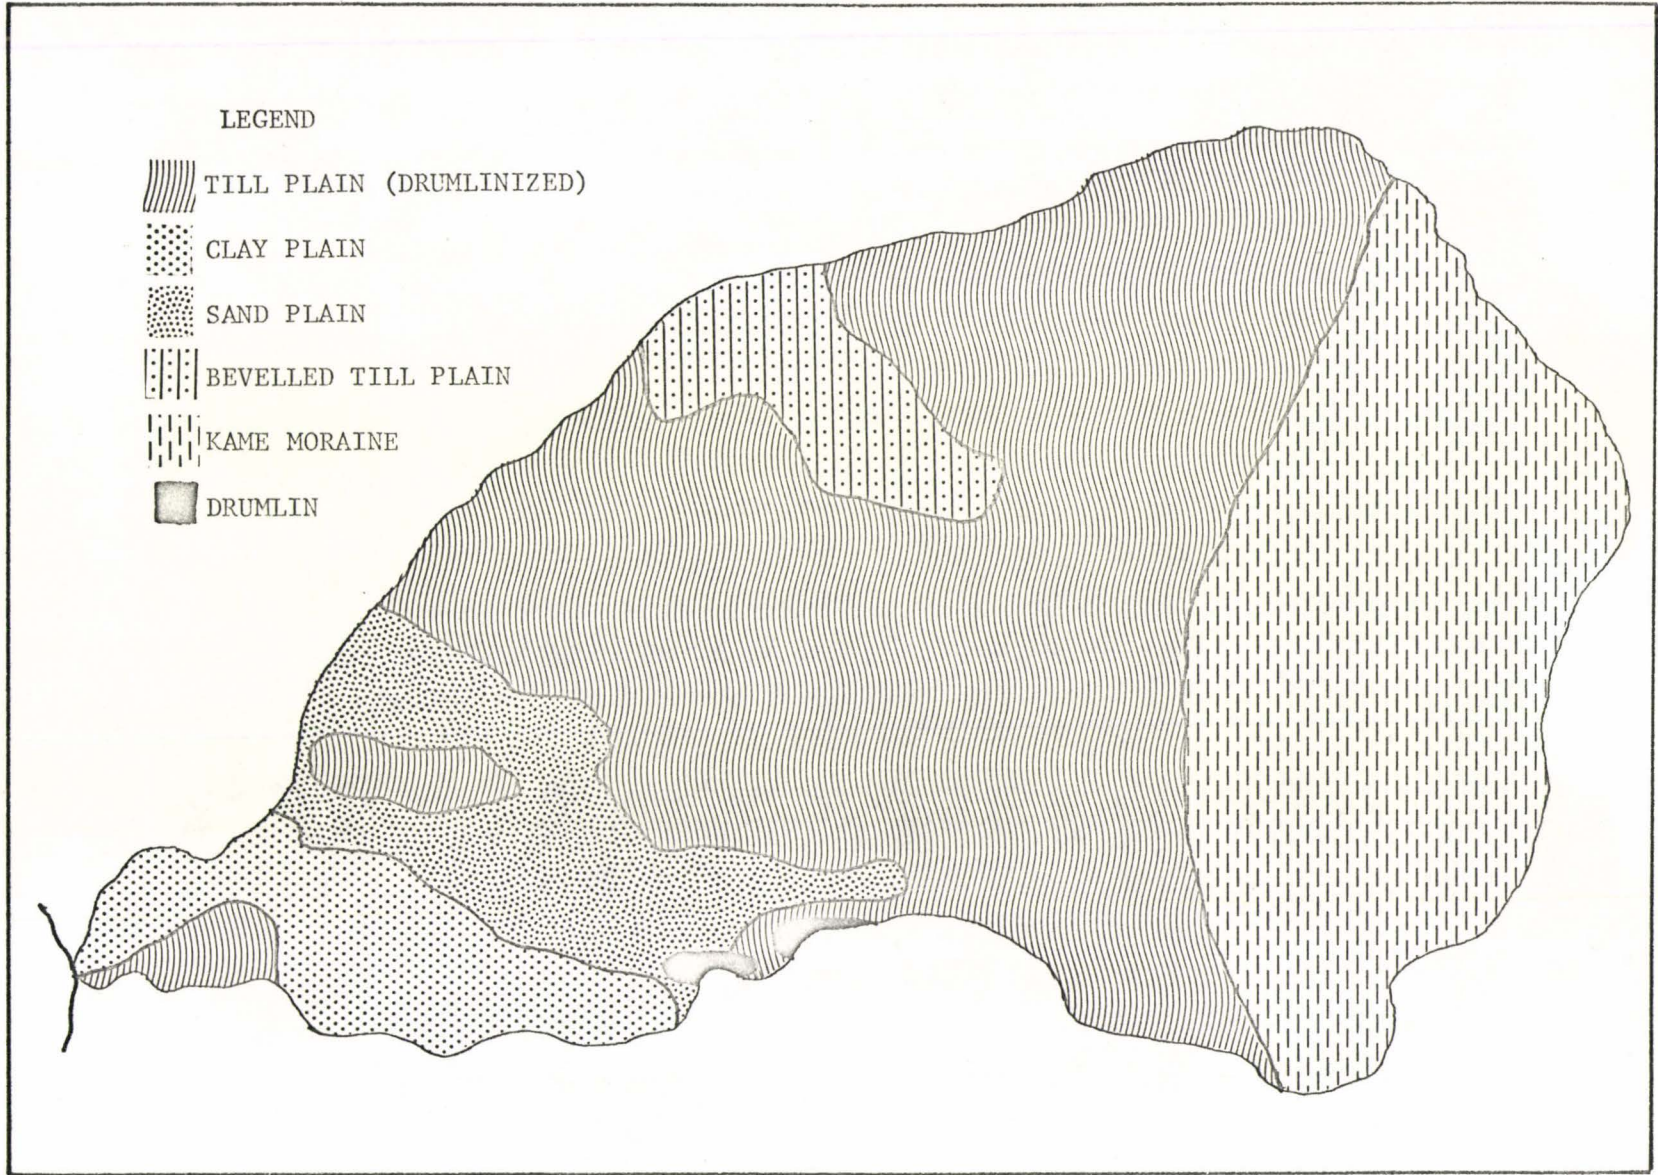 LEGEND
TILL PLAIN (DRUMLINIZED)
CLAY PLAIN
SAND PLAIN
BEVELLED TILL PLAIN
KAME MORAINE
DRUMLIN